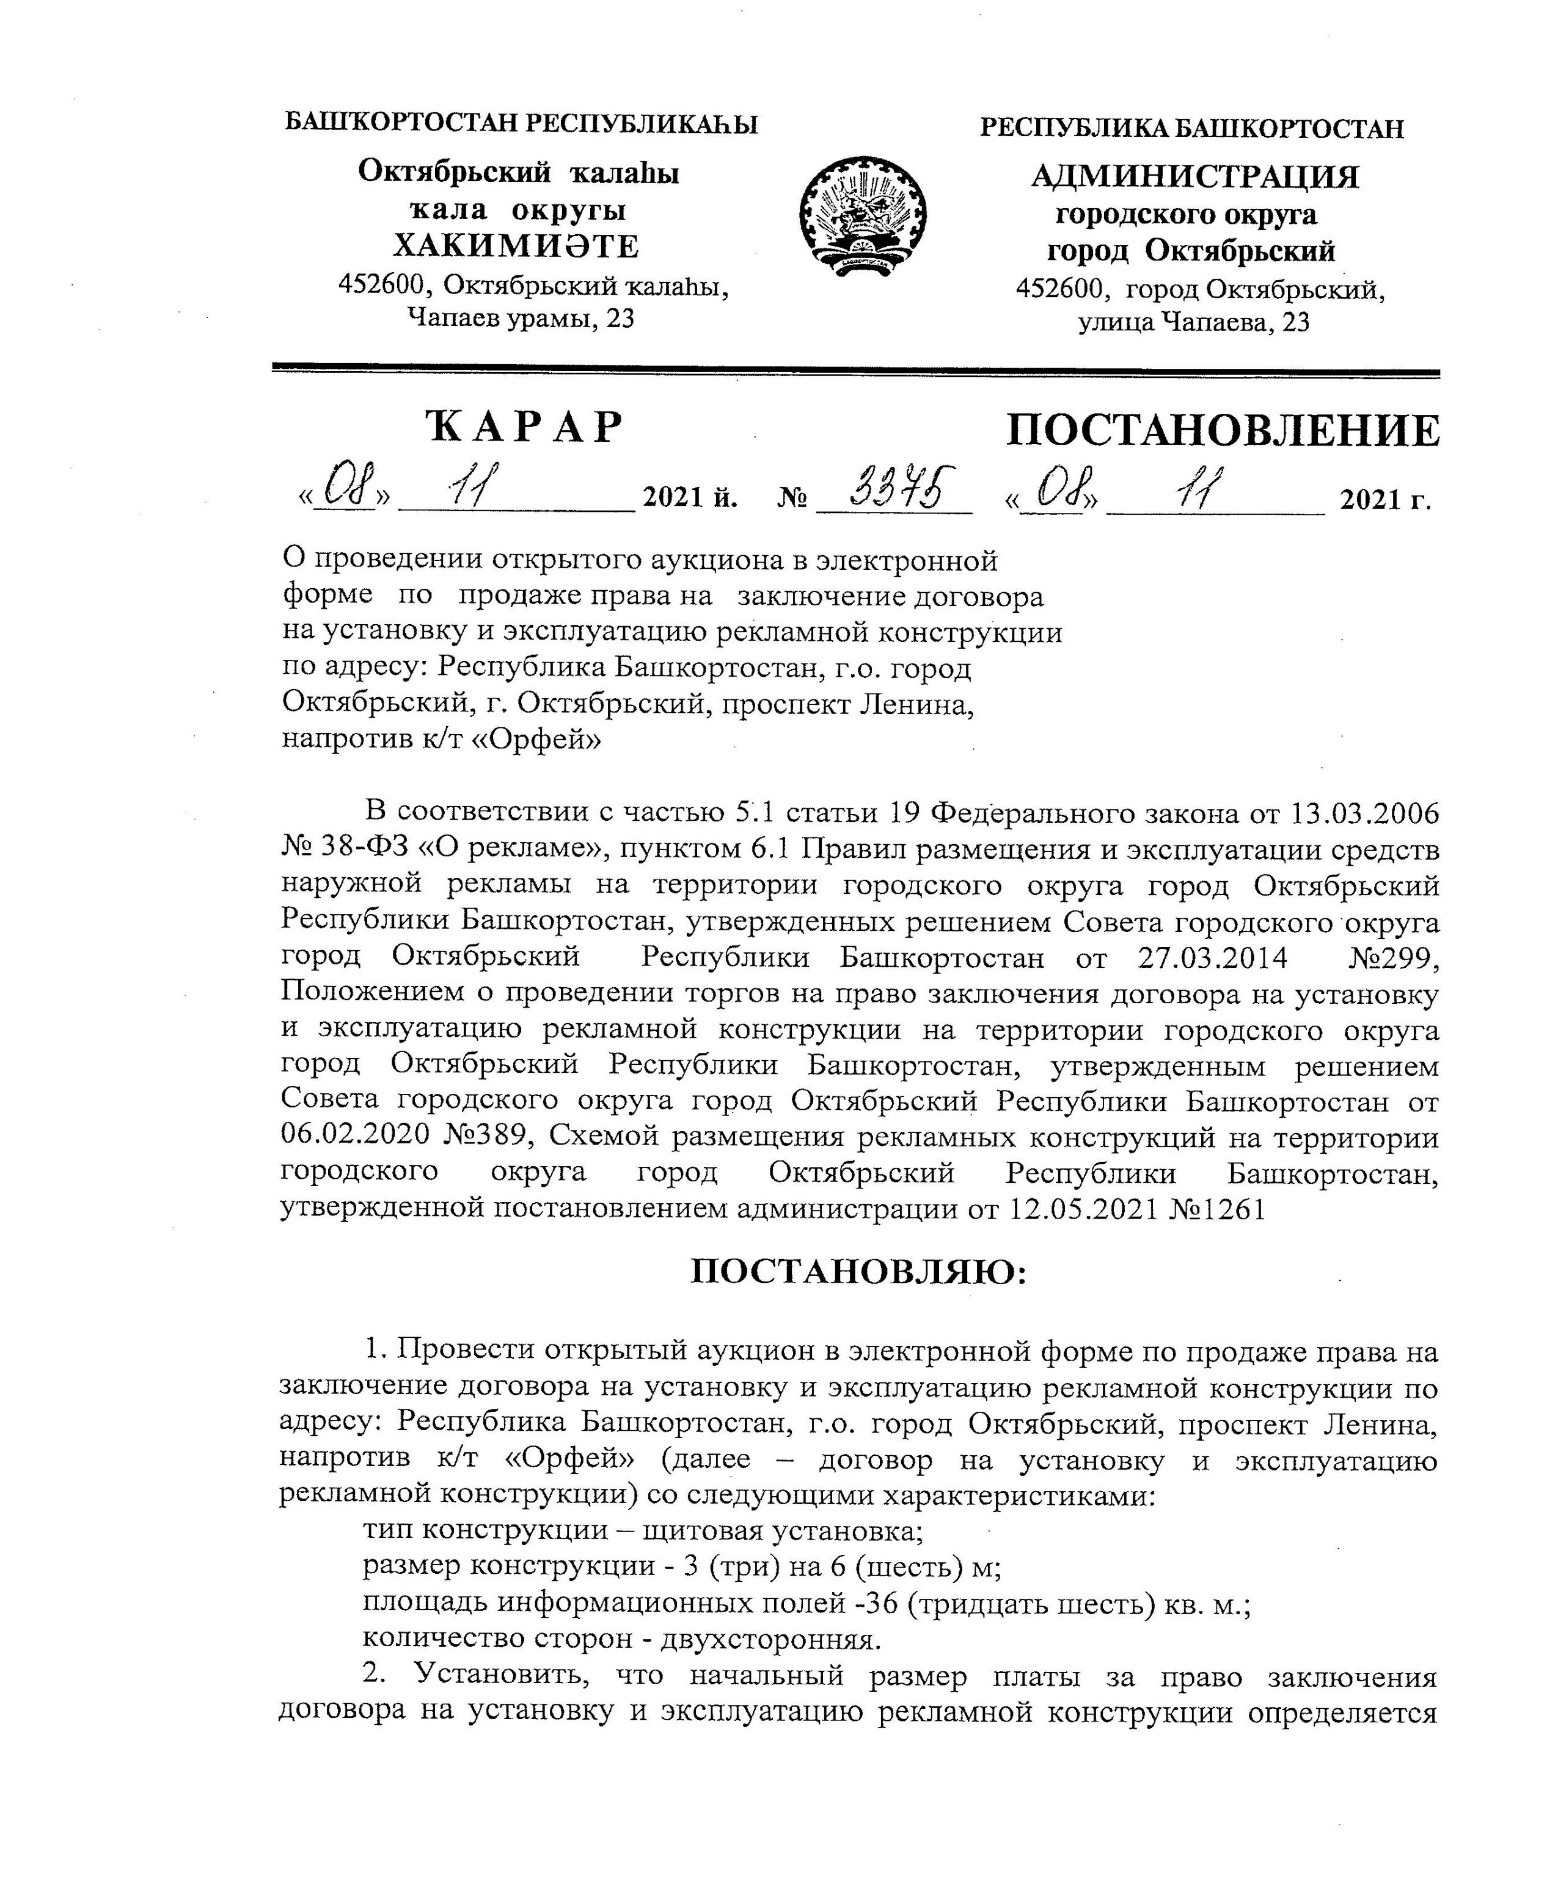 БАШҠОРТОСТАН РЕСПУБЛИКАҺЫ
Октябрьский ҡалаһы
ҡала округы
ХАКИМИӘТЕ
452600, Октябрьский ҡалаһы,
Чапаев урамы, 23
РЕСПУБЛИКА БАШКОРТОСТАН
АДМИНИСТРАЦИЯ
городского округа
город Октябрьский
452600, город Октябрьский,
улица Чапаева, 23
ҠАРАР
ПОСТАНОВЛЕНИЕ
«08» 11 2021 й. № 3375 «08» 11 2021 г.
О проведении открытого аукциона в электронной
форме по продаже права на заключение договора
на установку и эксплуатацию рекламной конструкции
по адресу: Республика Башкортостан, г.о. город
Октябрьский, г. Октябрьский, проспект Ленина,
напротив к/т «Орфей»
В соответствии с частью 5.1 статьи 19 Федерального закона от 13.03.2006
№ 38-ФЗ «О рекламе», пунктом 6.1 Правил размещения и эксплуатации средств
наружной рекламы на территории городского округа город Октябрьский
Республики Башкортостан, утвержденных решением Совета городского округа
город Октябрьский Республики Башкортостан от 27.03.2014 №299,
Положением о проведении торгов на право заключения договора на установку
и эксплуатацию рекламной конструкции на территории городского округа
город Октябрьский Республики Башкортостан, утвержденным решением
Совета городского округа город Октябрьский Республики Башкортостан от
06.02.2020 №389, Схемой размещения рекламных конструкций на территории
городского округа город Октябрьский Республики Башкортостан,
утвержденной постановлением администрации от 12.05.2021 №1261
ПОСТАНОВЛЯЮ:
1. Провести открытый аукцион в электронной форме по продаже права на
заключение договора на установку и эксплуатацию рекламной конструкции по
адресу: Республика Башкортостан, г.о. город Октябрьский, проспект Ленина,
напротив к/т «Орфей» (далее – договор на установку и эксплуатацию
рекламной конструкции) со следующими характеристиками:
тип конструкции – щитовая установка;
размер конструкции - 3 (три) на 6 (шесть) м;
площадь информационных полей -36 (тридцать шесть) кв. м.;
количество сторон - двухсторонняя.
2. Установить, что начальный размер платы за право заключения
договора на установку и эксплуатацию рекламной конструкции определяется